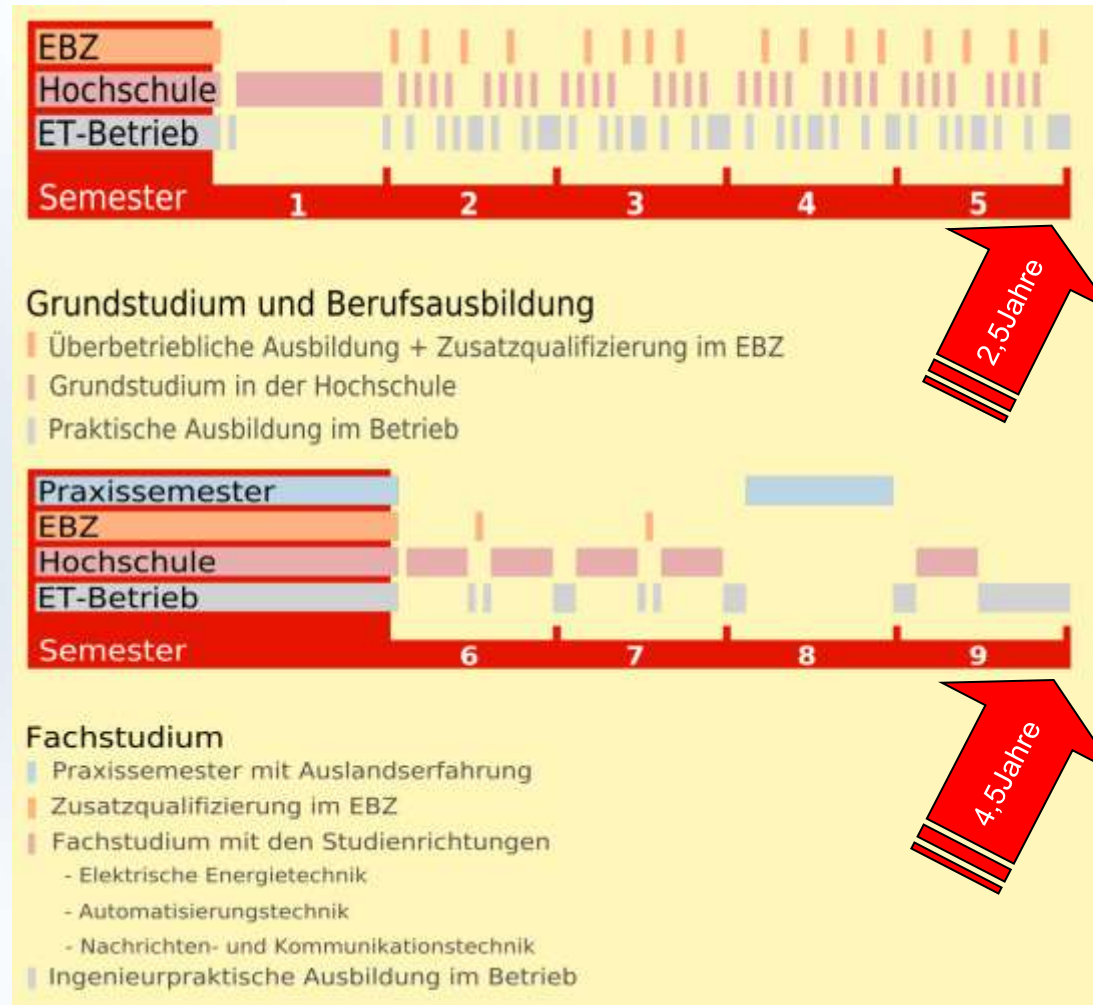 EBZ
Hochschule
ET-Betrieb
Semester 1 2 3 4 5
2,5Jahre
Grundstudium und Berufsausbildung
Überbetriebliche Ausbildung + Zusatzqualifizierung im EBZ
Grundstudium in der Hochschule
Praktische Ausbildung im Betrieb
Praxissemester
EBZ
Hochschule
ET-Betrieb
Semester 6 7 8 9
4,5Jahre
Fachstudium
Praxissemester mit Auslandserfahrung
Zusatzqualifizierung im EBZ
Fachstudium mit den Studienrichtungen
- Elektrische Energietechnik
- Automatisierungstechnik
- Nachrichten- und Kommunikationstechnik
Ingenieurpraktische Ausbildung im Betrieb